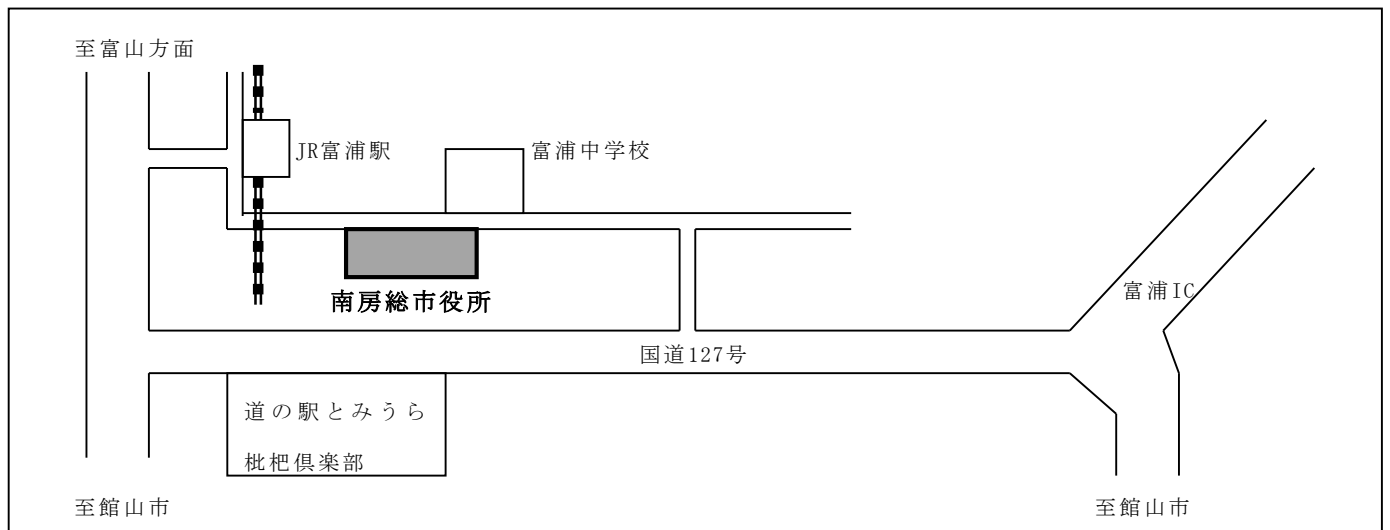 至富山方面
JR富浦駅
富浦中学校
富浦IC
南房総市役所
国道127号
道の駅とみうら
枇杷倶楽部
至館山市
至館山市